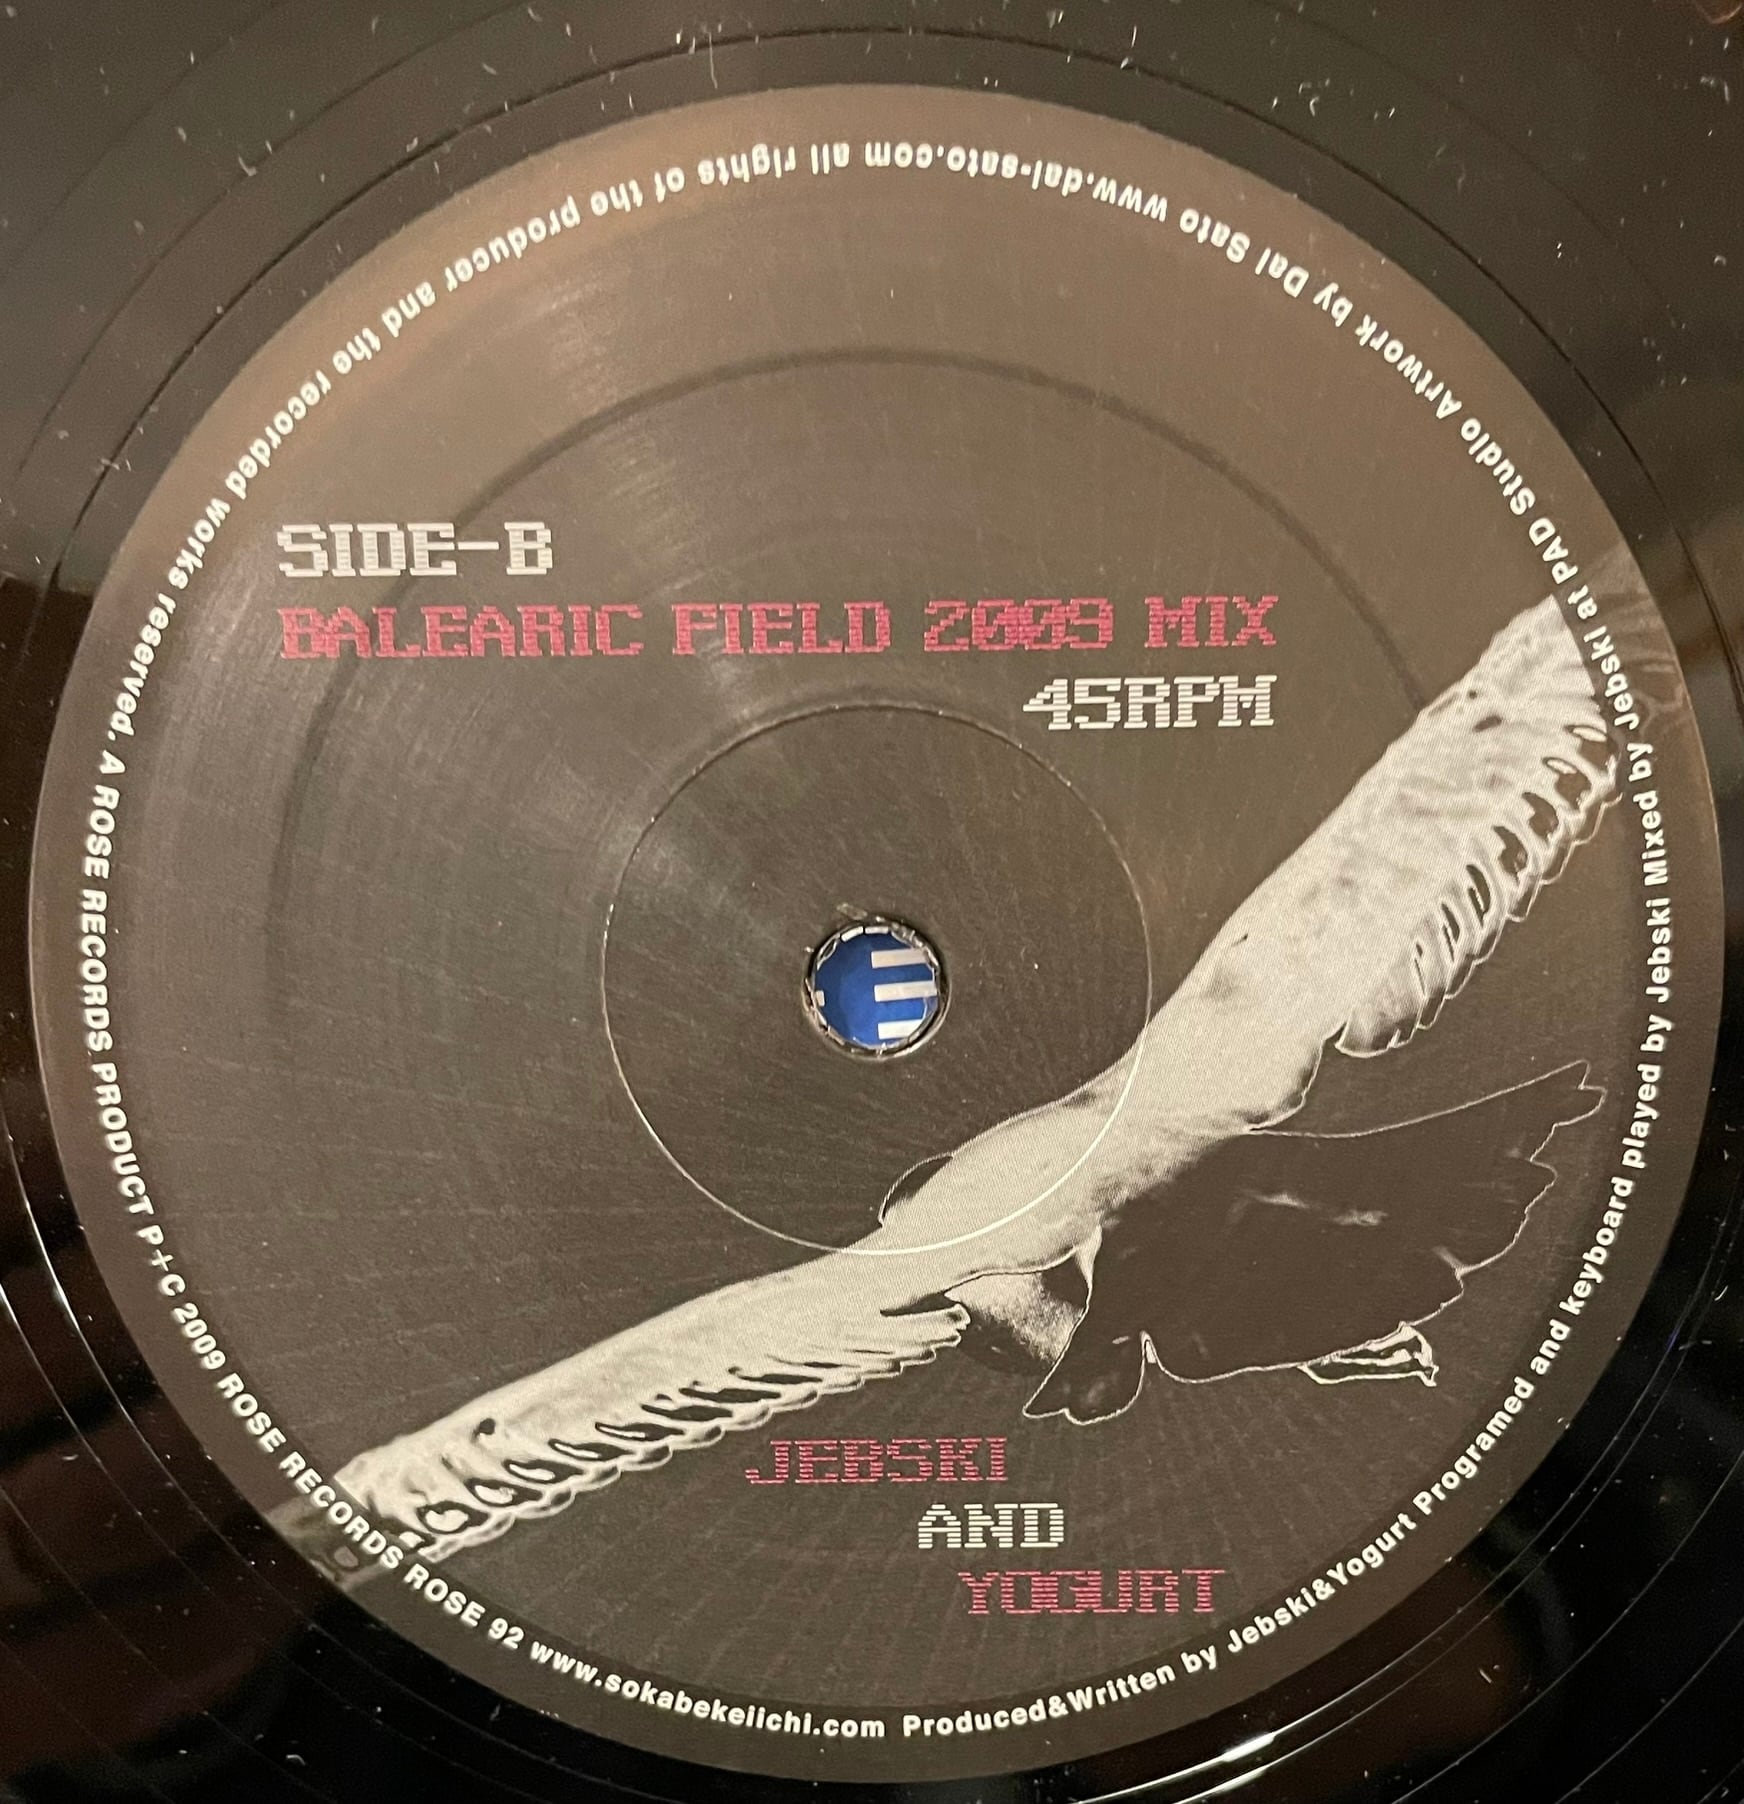 SIDE-B
BALEARIC FIELD 2009 MIX
45RPM
JEBSKI
AND
YOGURT
A ROSE RECORDS PRODUCT P+C 2009 ROSE RECORDS ROSE 92 www.sokabekeiichi.com Produced&Written by Jebski&Yogurt Programed and keyboard played by Jebski Mixed by Jebski at PAD Studio Artwork by Dal Sato www.dal-sato.com all rights of the producer and the recorded works reserved.